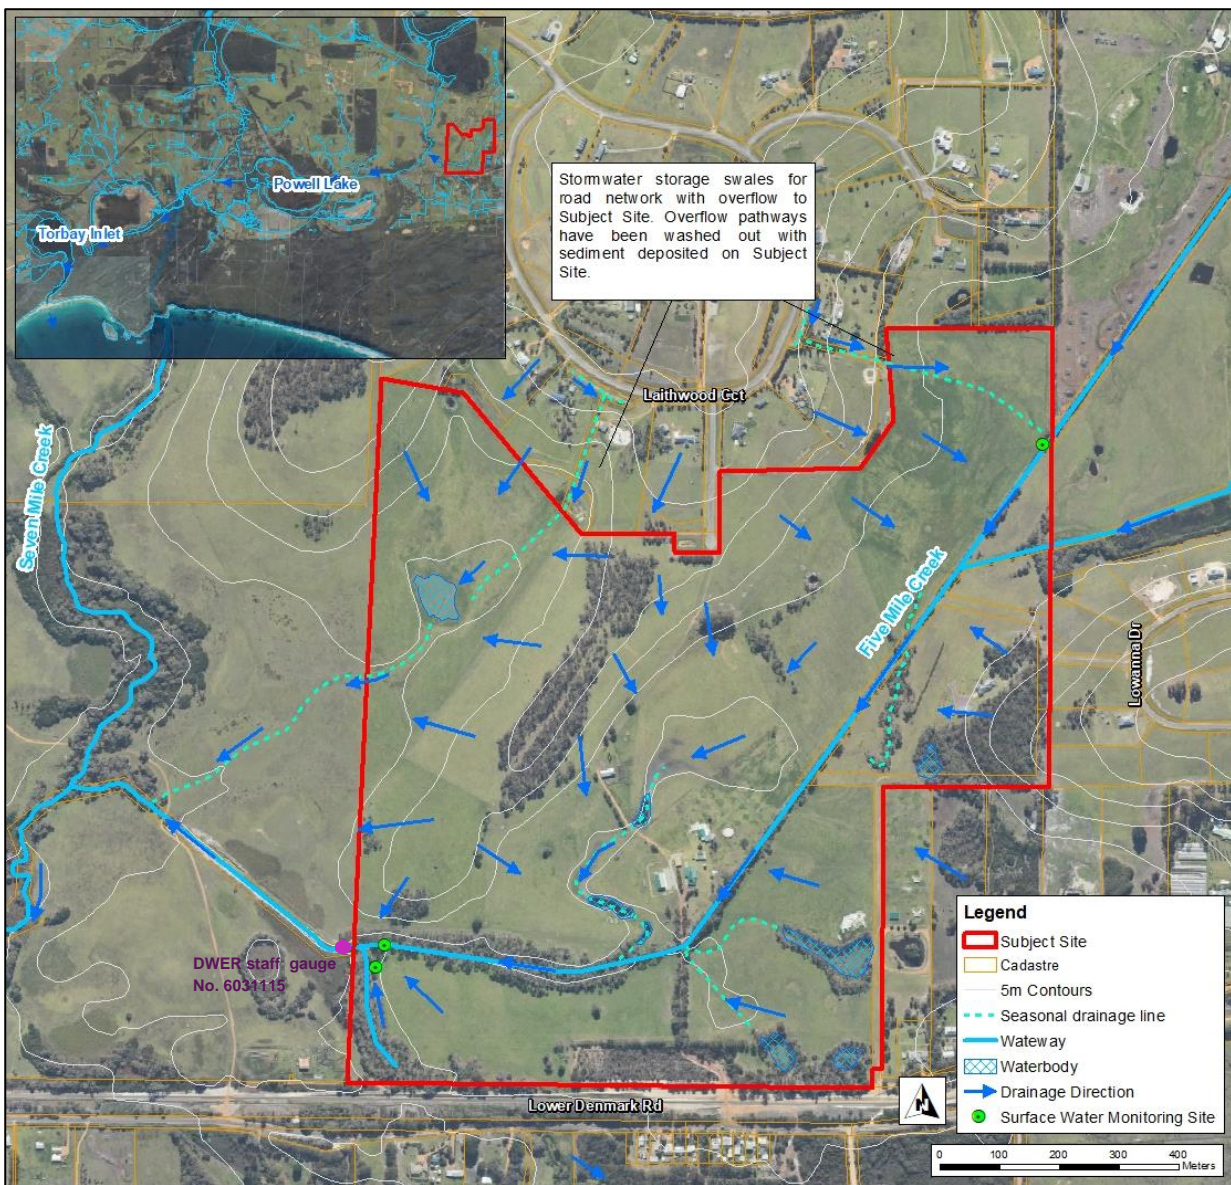 Powell Lake
Torbay Inlet
Stormwater storage swales for
road network with overflow to
Subject Site. Overflow pathways
have been washed out with
sediment deposited on Subject
Site.
Laithwood Cct
Seven Mile Creek
Five Mile Creek
Lowanna Dr
DWER staff gauge
No. 6031115
Lower Denmark Rd
Legend
Subject Site
Cadastre
5m Contours
Seasonal drainage line
Wateway
Waterbody
Drainage Direction
Surface Water Monitoring Site
N
0 100 200 300 400
Meters